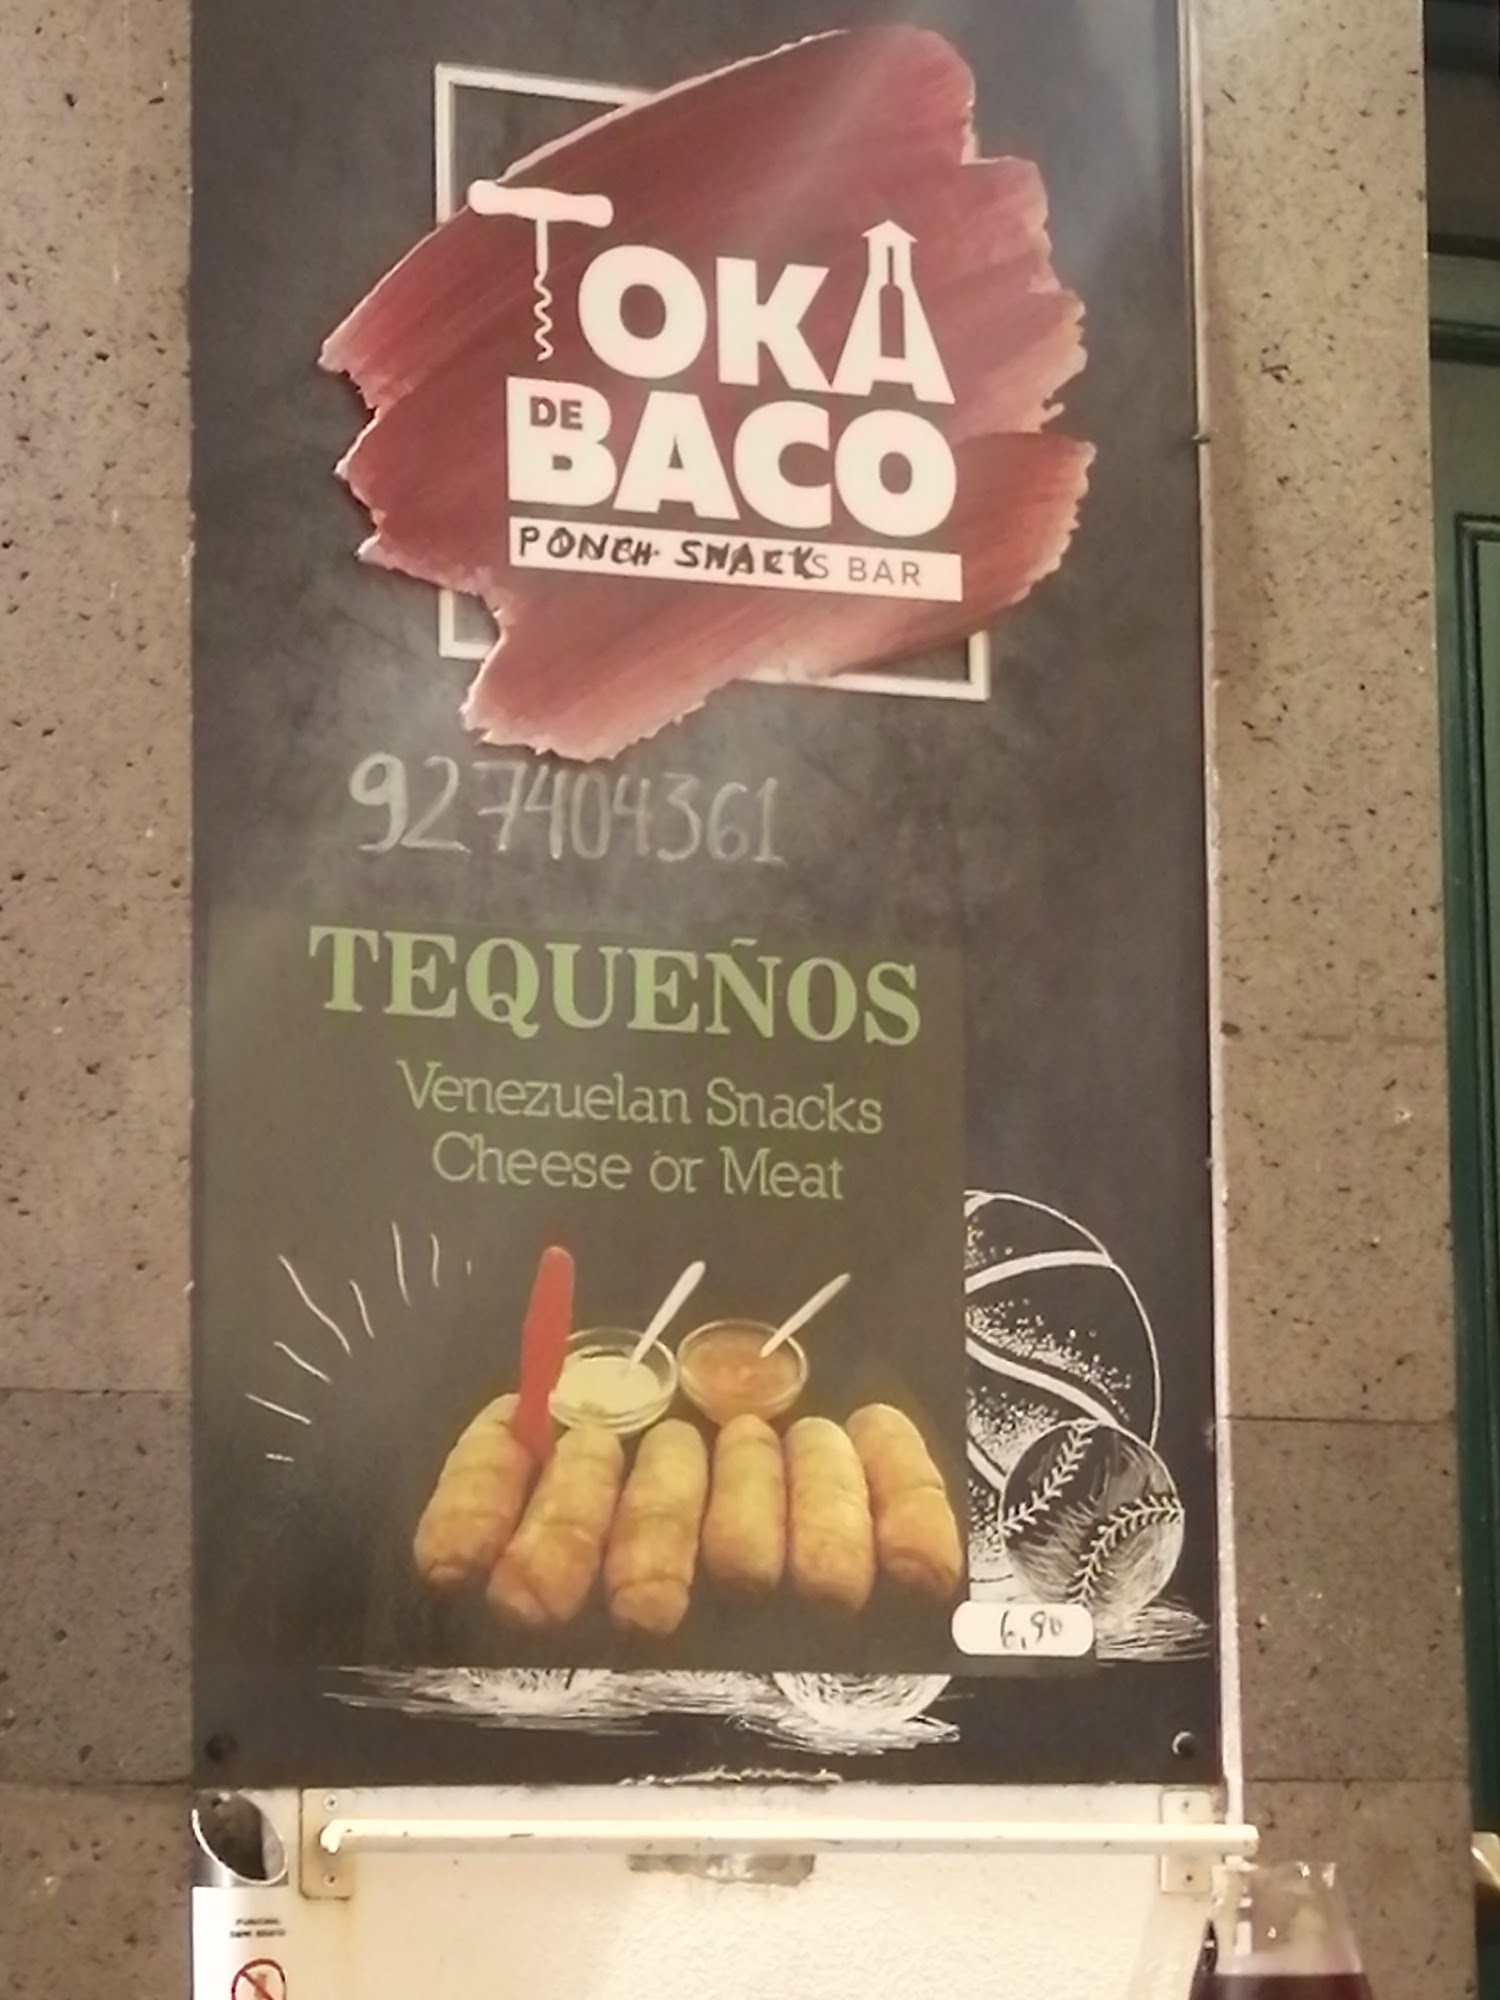 TOKA
DE BACO
PONCH SNACKS BAR
927404361
TEQUEÑOS
Venezuelan Snacks
Cheese or Meat
6,90